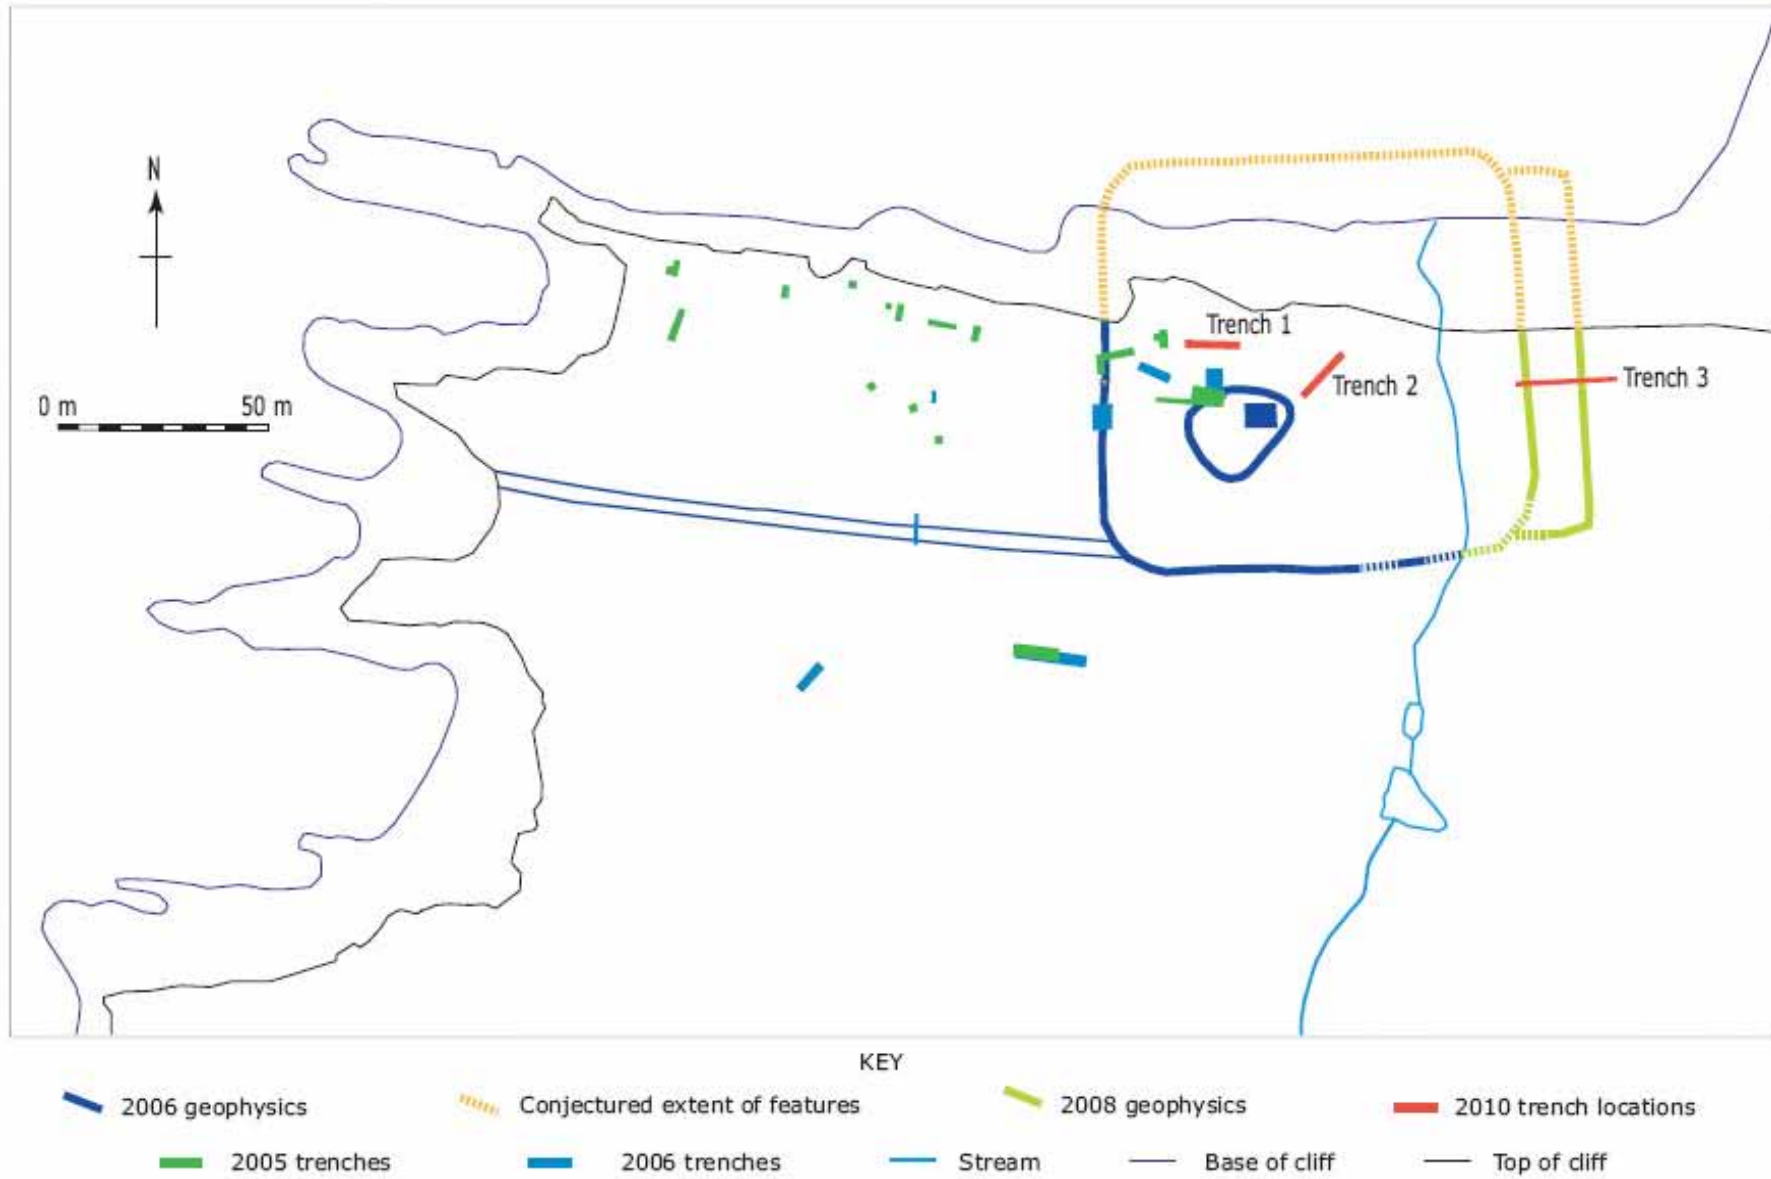 N
Trench 1
Trench 2
Trench 3
0 m 50 m
KEY
2006 geophysics Conjectured extent of features 2008 geophysics 2010 trench locations
2005 trenches 2006 trenches Stream Base of cliff Top of cliff